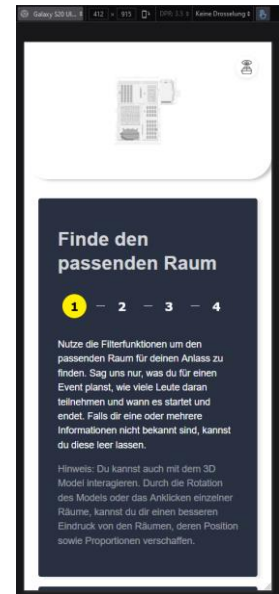 Galaxy S20 Ul...
412 × 915
DPR: 3.5
Keine Drosselung
Finde den
passenden Raum
1 – 2 – 3 – 4
Nutze die Filterfunktionen um den
passenden Raum für deinen Anlass zu
finden. Sag uns nur, was du für einen
Event planst, wie viele Leute daran
teilnehmen und wann es startet und
endet. Falls dir eine oder mehrere
Informationen nicht bekannt sind, kannst
du diese leer lassen.
Hinweis: Du kannst auch mit dem 3D
Model interagieren. Durch die Rotation
des Models oder das Anklicken einzelner
Räume, kannst du dir einen besseren
Eindruck von den Räumen, deren Position
sowie Proportionen verschaffen.